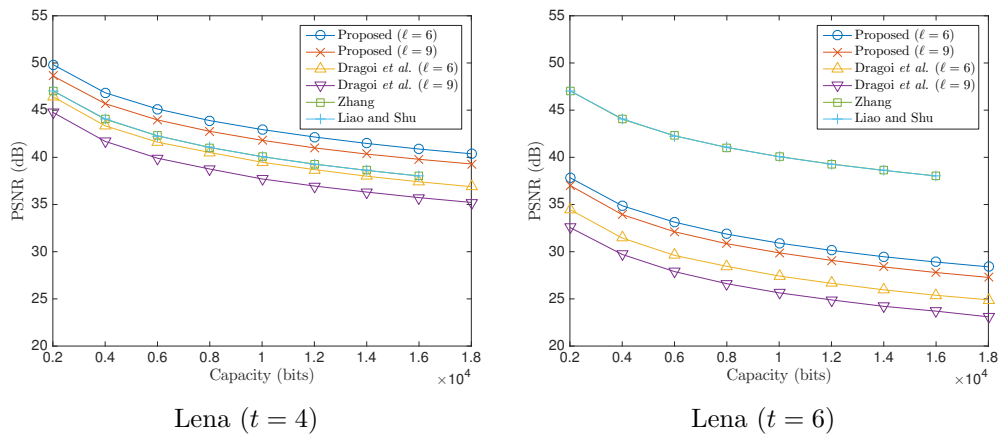 55
50
45
40
35
30
25
20
PSNR (dB)
0.2 0.4 0.6 0.8 1 1.2 1.4 1.6 1.8
Capacity (bits)
×10⁴
Proposed (ℓ = 6)
Proposed (ℓ = 9)
Dragoi et al. (ℓ = 6)
Dragoi et al. (ℓ = 9)
Zhang
Liao and Shu
Lena (t = 4)
55
50
45
40
35
30
25
20
PSNR (dB)
0.2 0.4 0.6 0.8 1 1.2 1.4 1.6 1.8
Capacity (bits)
×10⁴
Proposed (ℓ = 6)
Proposed (ℓ = 9)
Dragoi et al. (ℓ = 6)
Dragoi et al. (ℓ = 9)
Zhang
Liao and Shu
Lena (t = 6)